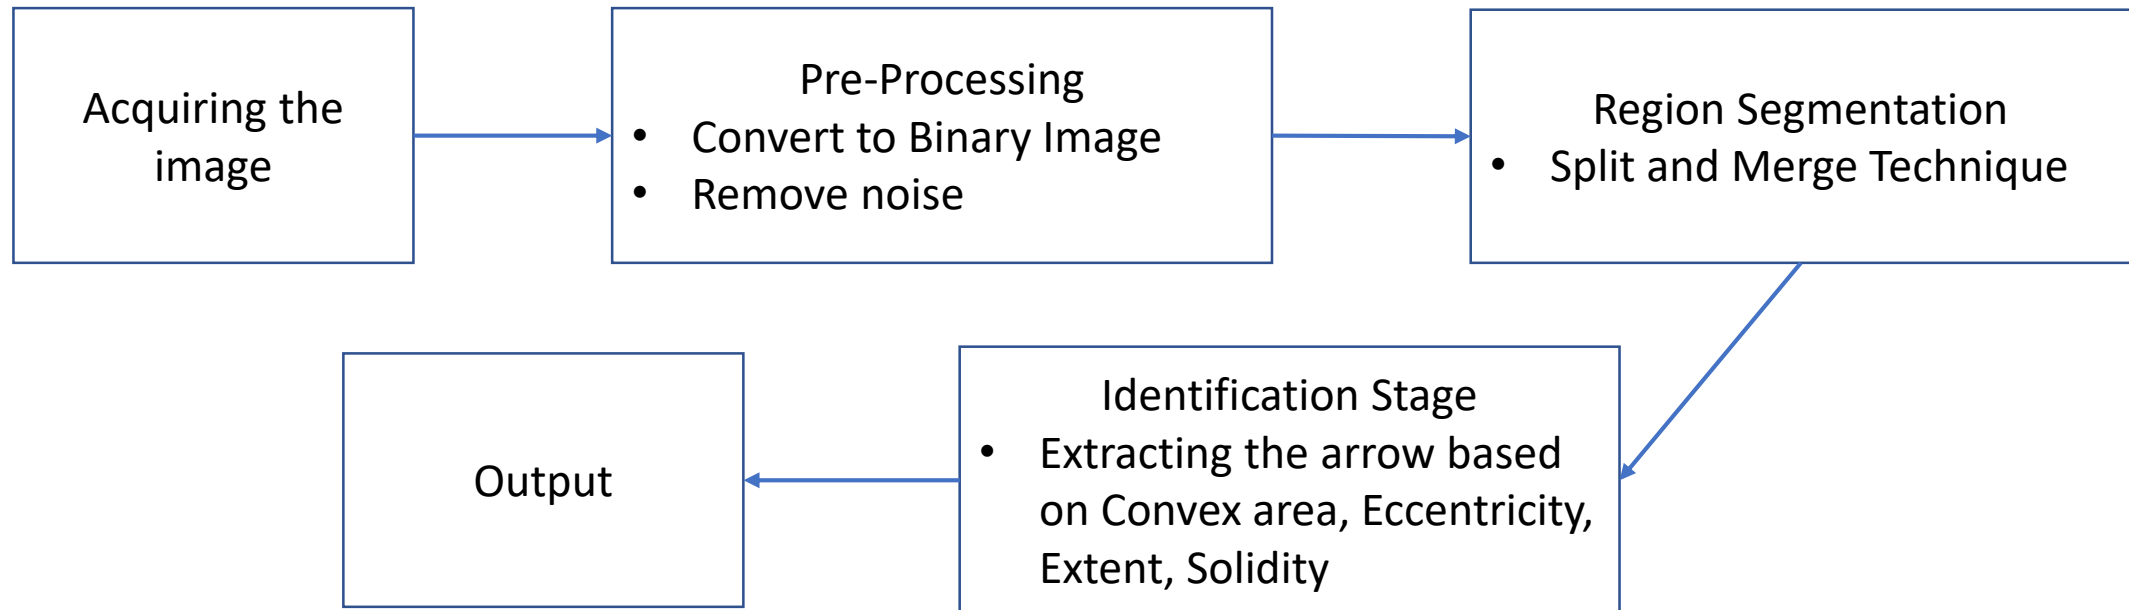 Acquiring the
image
Pre-Processing
• Convert to Binary Image
• Remove noise
Region Segmentation
• Split and Merge Technique
Identification Stage
• Extracting the arrow based
on Convex area, Eccentricity,
Extent, Solidity
Output